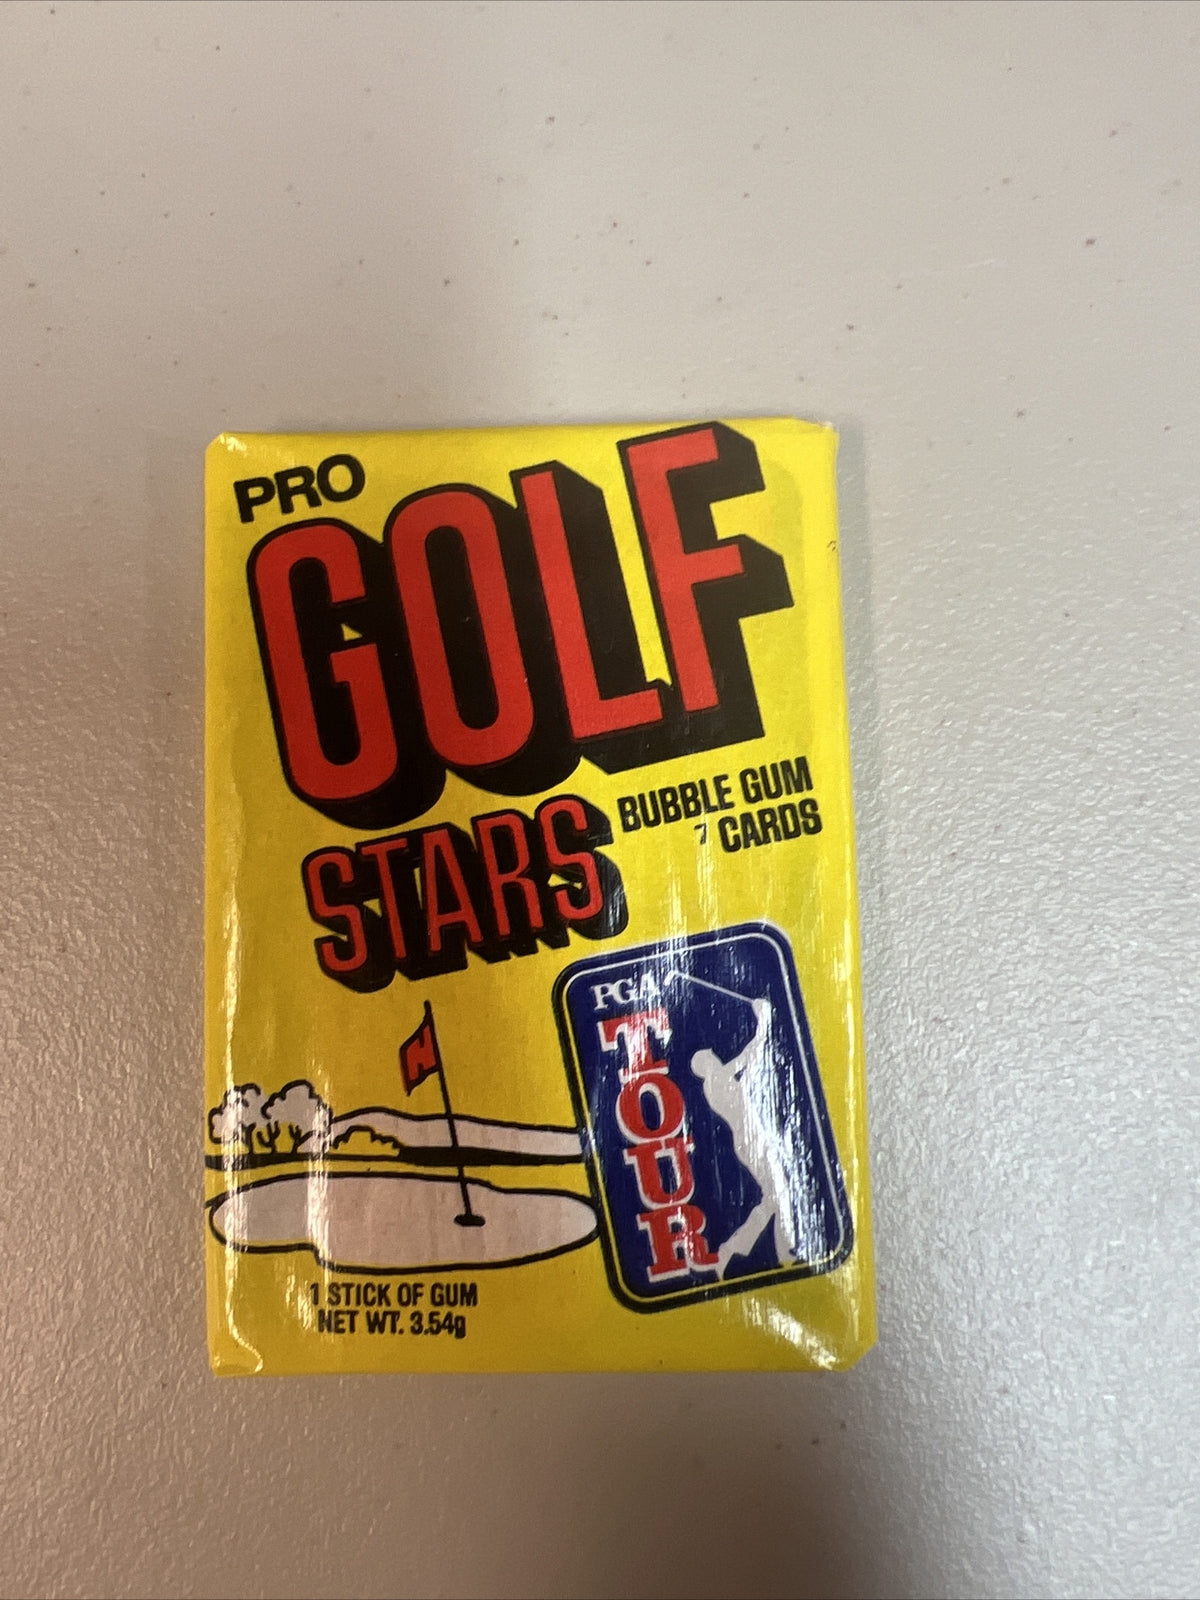 PRO
GOLF
STARS
BUBBLE GUM
7 CARDS
PGA
TOUR
1 STICK OF GUM
NET WT. 3.54g